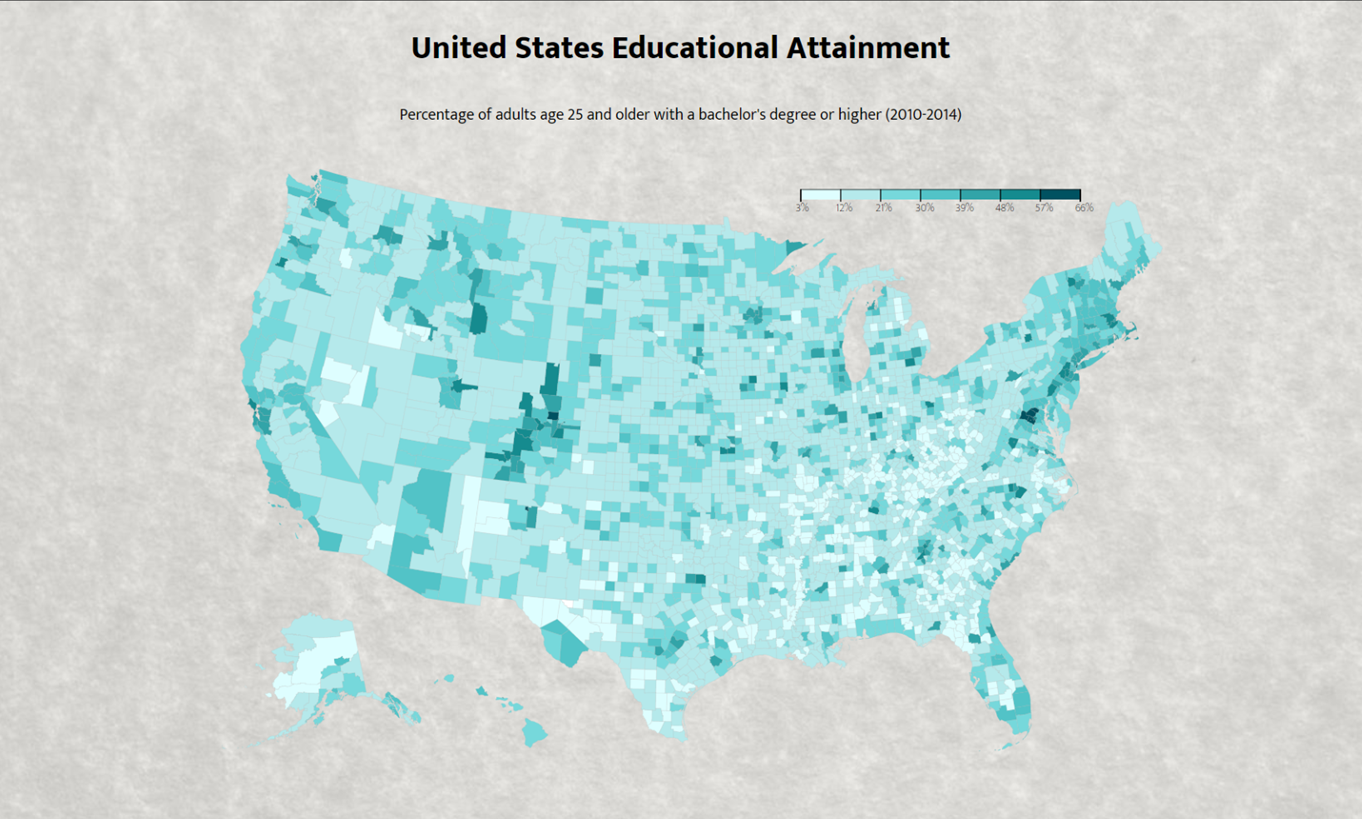 United States Educational Attainment
Percentage of adults age 25 and older with a bachelor's degree or higher (2010-2014)
3% 12% 21% 30% 39% 48% 57% 66%